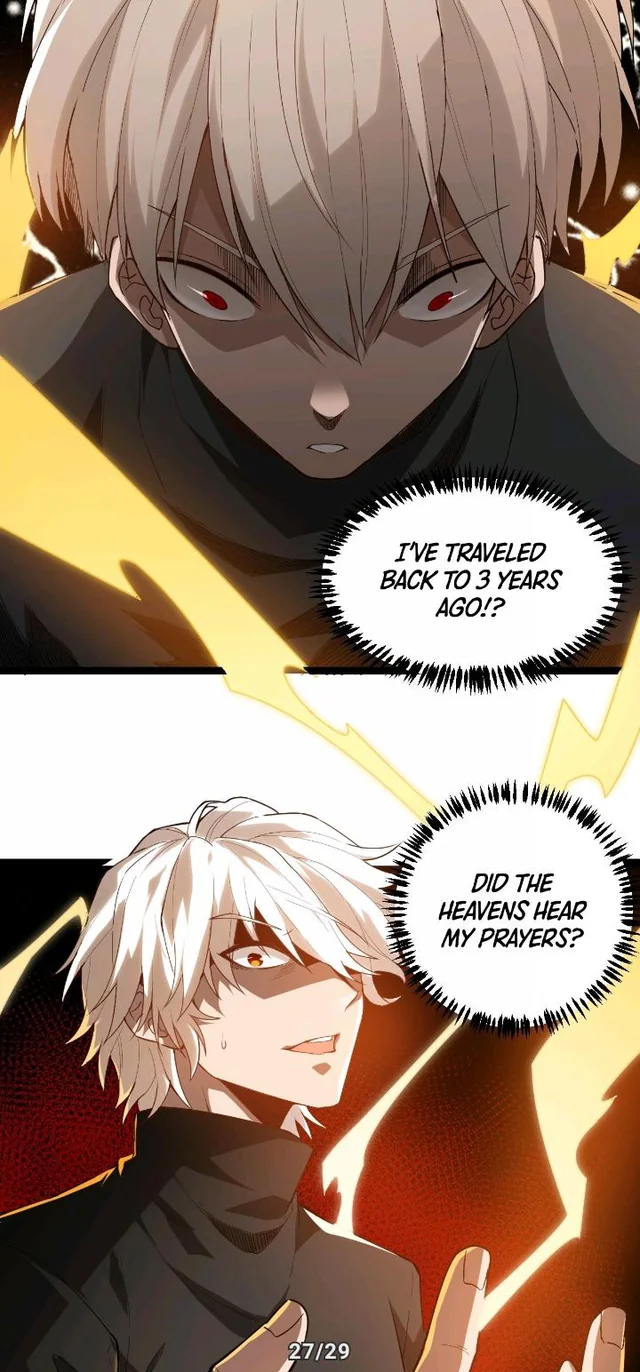 I'VE TRAVELED
BACK TO 3 YEARS
AGO!?
DID THE
HEAVENS HEAR
MY PRAYERS?
27/29